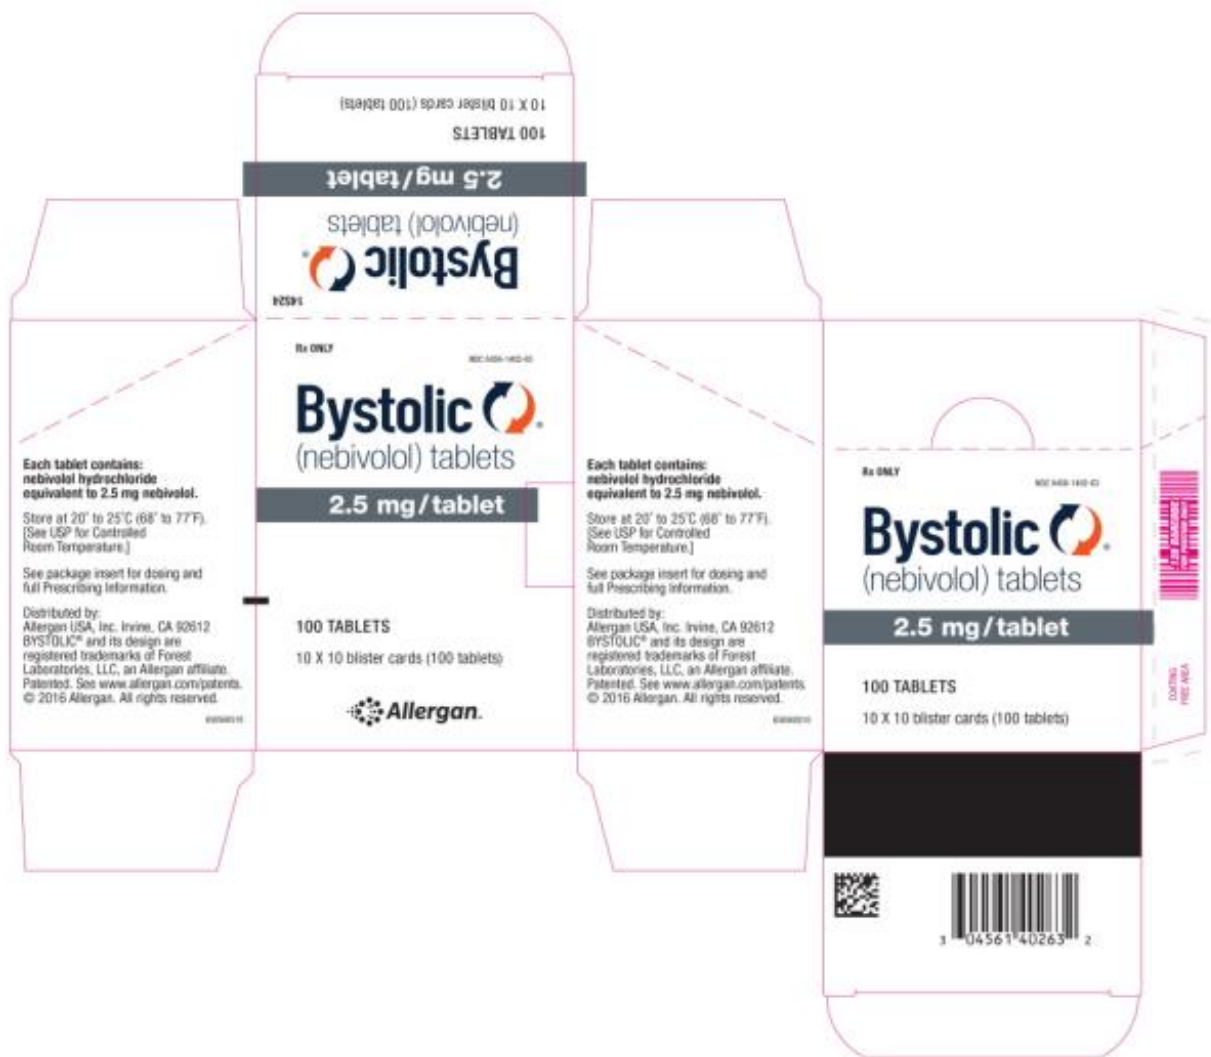 10 X 10 blister cards (100 tablets)
100 TABLETS
2.5 mg/tablet
(nebivolol) tablets
Bystolic
14524
Each tablet contains:
nebivolol hydrochloride
equivalent to 2.5 mg nebivolol.
Store at 20° to 25°C (68° to 77°F).
[See USP for Controlled
Room Temperature.]
See package insert for dosing and
full Prescribing Information.
Distributed by:
Allergan USA, Inc. Irvine, CA 92612
BYSTOLIC® and its design are
registered trademarks of Forest
Laboratories, LLC, an Allergan affiliate.
Patented. See www.allergan.com/patents.
© 2016 Allergan. All rights reserved.
Rx ONLY
Bystolic ®
(nebivolol) tablets
2.5 mg/tablet
100 TABLETS
10 X 10 blister cards (100 tablets)
Allergan.
Each tablet contains:
nebivolol hydrochloride
equivalent to 2.5 mg nebivolol.
Store at 20° to 25°C (68° to 77°F).
[See USP for Controlled
Room Temperature.]
See package insert for dosing and
full Prescribing Information.
Distributed by:
Allergan USA, Inc. Irvine, CA 92612
BYSTOLIC® and its design are
registered trademarks of Forest
Laboratories, LLC, an Allergan affiliate.
Patented. See www.allergan.com/patents.
© 2016 Allergan. All rights reserved.
Rx ONLY
Bystolic ®
(nebivolol) tablets
2.5 mg/tablet
100 TABLETS
10 X 10 blister cards (100 tablets)
3 04561 40263 2
COATING
FREE AREA